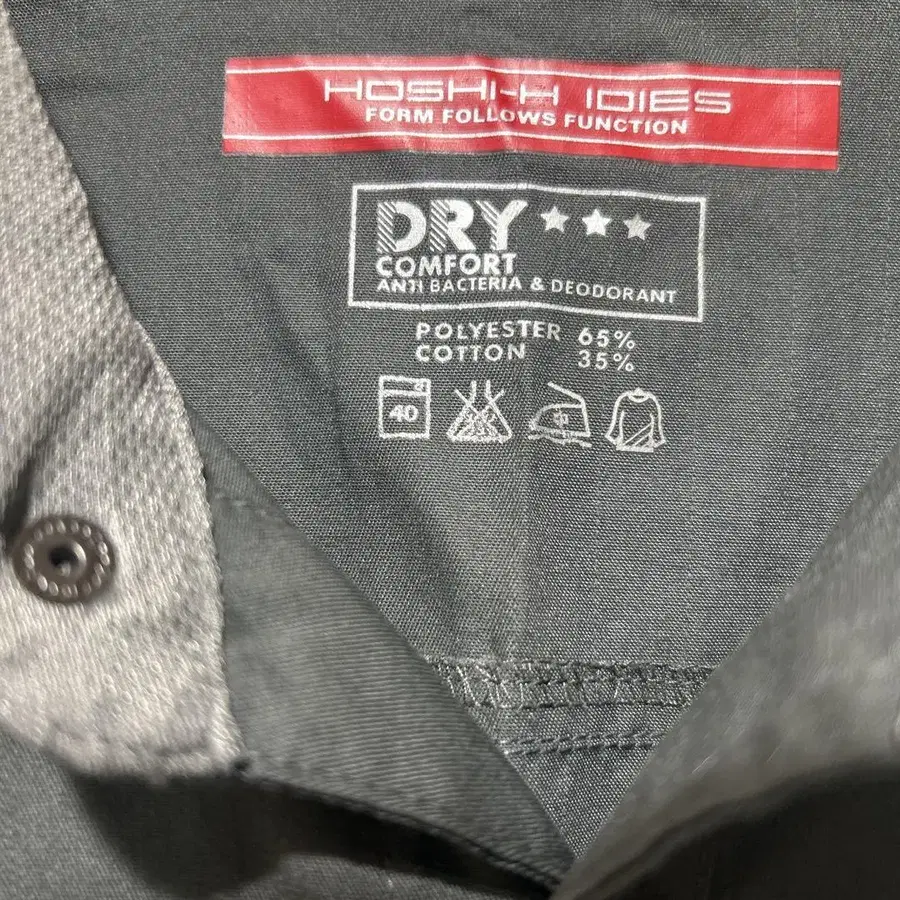 HOSHI-H IDIES
FORM FOLLOWS FUNCTION
DRY
COMFORT
ANTI BACTERIA & DEODORANT
POLYESTER 65%
COTTON 35%
40